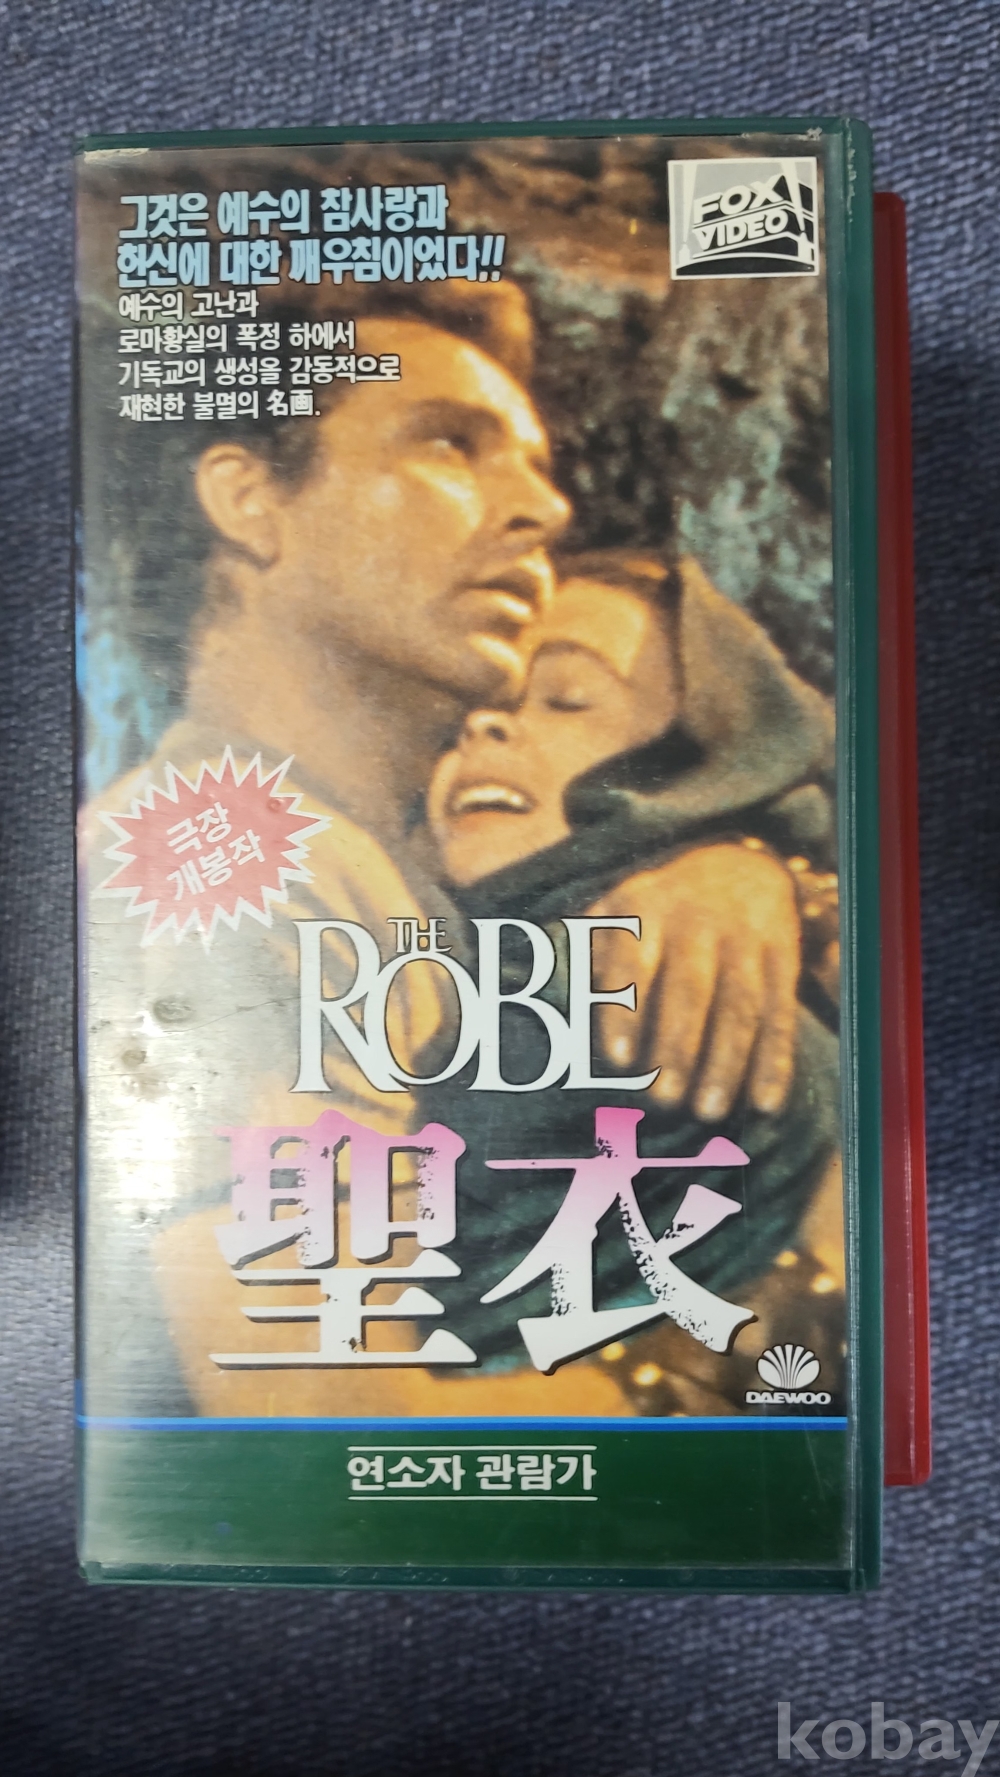 그것은 예수의 참사랑과
헌신에 대한 깨우침이었다!!
예수의 고난과
로마황실의 폭정 하에서
기독교의 생성을 감동적으로
재현한 불멸의 名画.
FOX
VIDEO
극장
개봉작
THE
ROBE
聖衣
DAEWOO
연소자 관람가
kobay